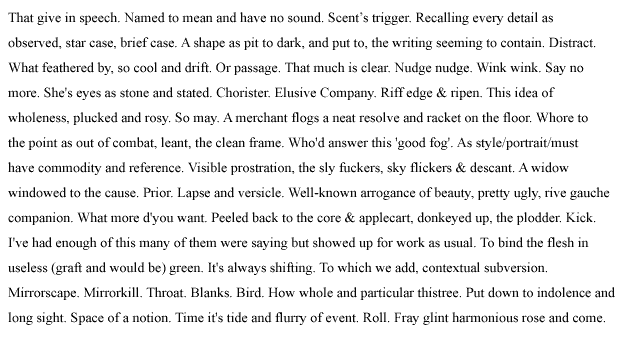 That give in speech. Named to mean and have no sound. Scent's trigger. Recalling every detail as
observed, star case, brief case. A shape as pit to dark, and put to, the writing seeming to contain. Distract.
What feathered by, so cool and drift. Or passage. That much is clear. Nudge nudge. Wink wink. Say no
more. She's eyes as stone and stated. Chorister. Elusive Company. Riff edge & ripen. This idea of
wholeness, plucked and rosy. So may. A merchant flogs a neat resolve and racket on the floor. Whore to
the point as out of combat, leant, the clean frame. Who'd answer this 'good fog'. As style/portrait/must
have commodity and reference. Visible prostration, the sly fuckers, sky flickers & descant. A widow
windowed to the cause. Prior. Lapse and versicle. Well-known arrogance of beauty, pretty ugly, rive gauche
companion. What more d'you want. Peeled back to the core & applecart, donkeyed up, the plodder. Kick.
I've had enough of this many of them were saying but showed up for work as usual. To bind the flesh in
useless (graft and would be) green. It's always shifting. To which we add, contextual subversion.
Mirrorscape. Mirrorkill. Throat. Blanks. Bird. How whole and particular thistree. Put down to indolence and
long sight. Space of a notion. Time it's tide and flurry of event. Roll. Fray glint harmonious rose and come.